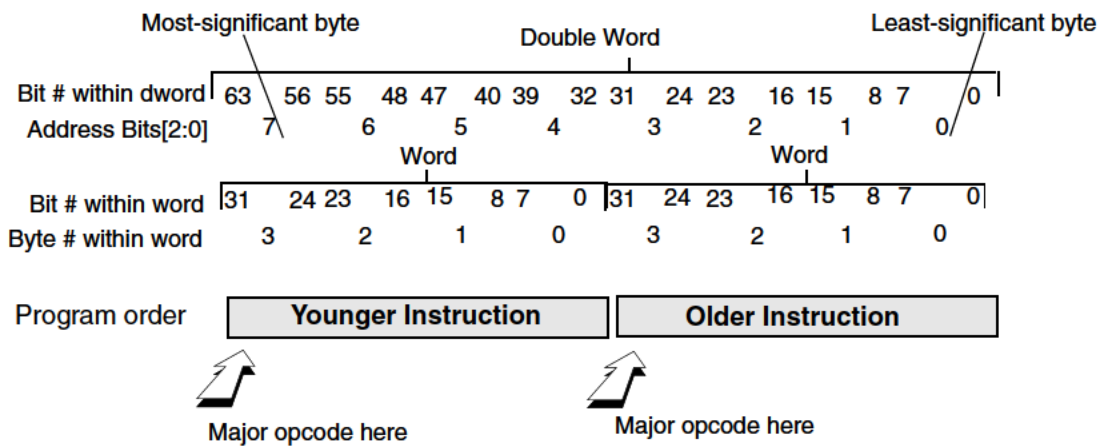 Most-significant byte Least-significant byte
Double Word
Bit # within dword 63 56 55 48 47 40 39 32 31 24 23 16 15 8 7 0
Address Bits[2:0] 7 6 5 4 3 2 1 0
Word Word
Bit # within word 31 24 23 16 15 8 7 0 31 24 23 16 15 8 7 0
Byte # within word 3 2 1 0 3 2 1 0
Program order Younger Instruction Older Instruction
Major opcode here Major opcode here